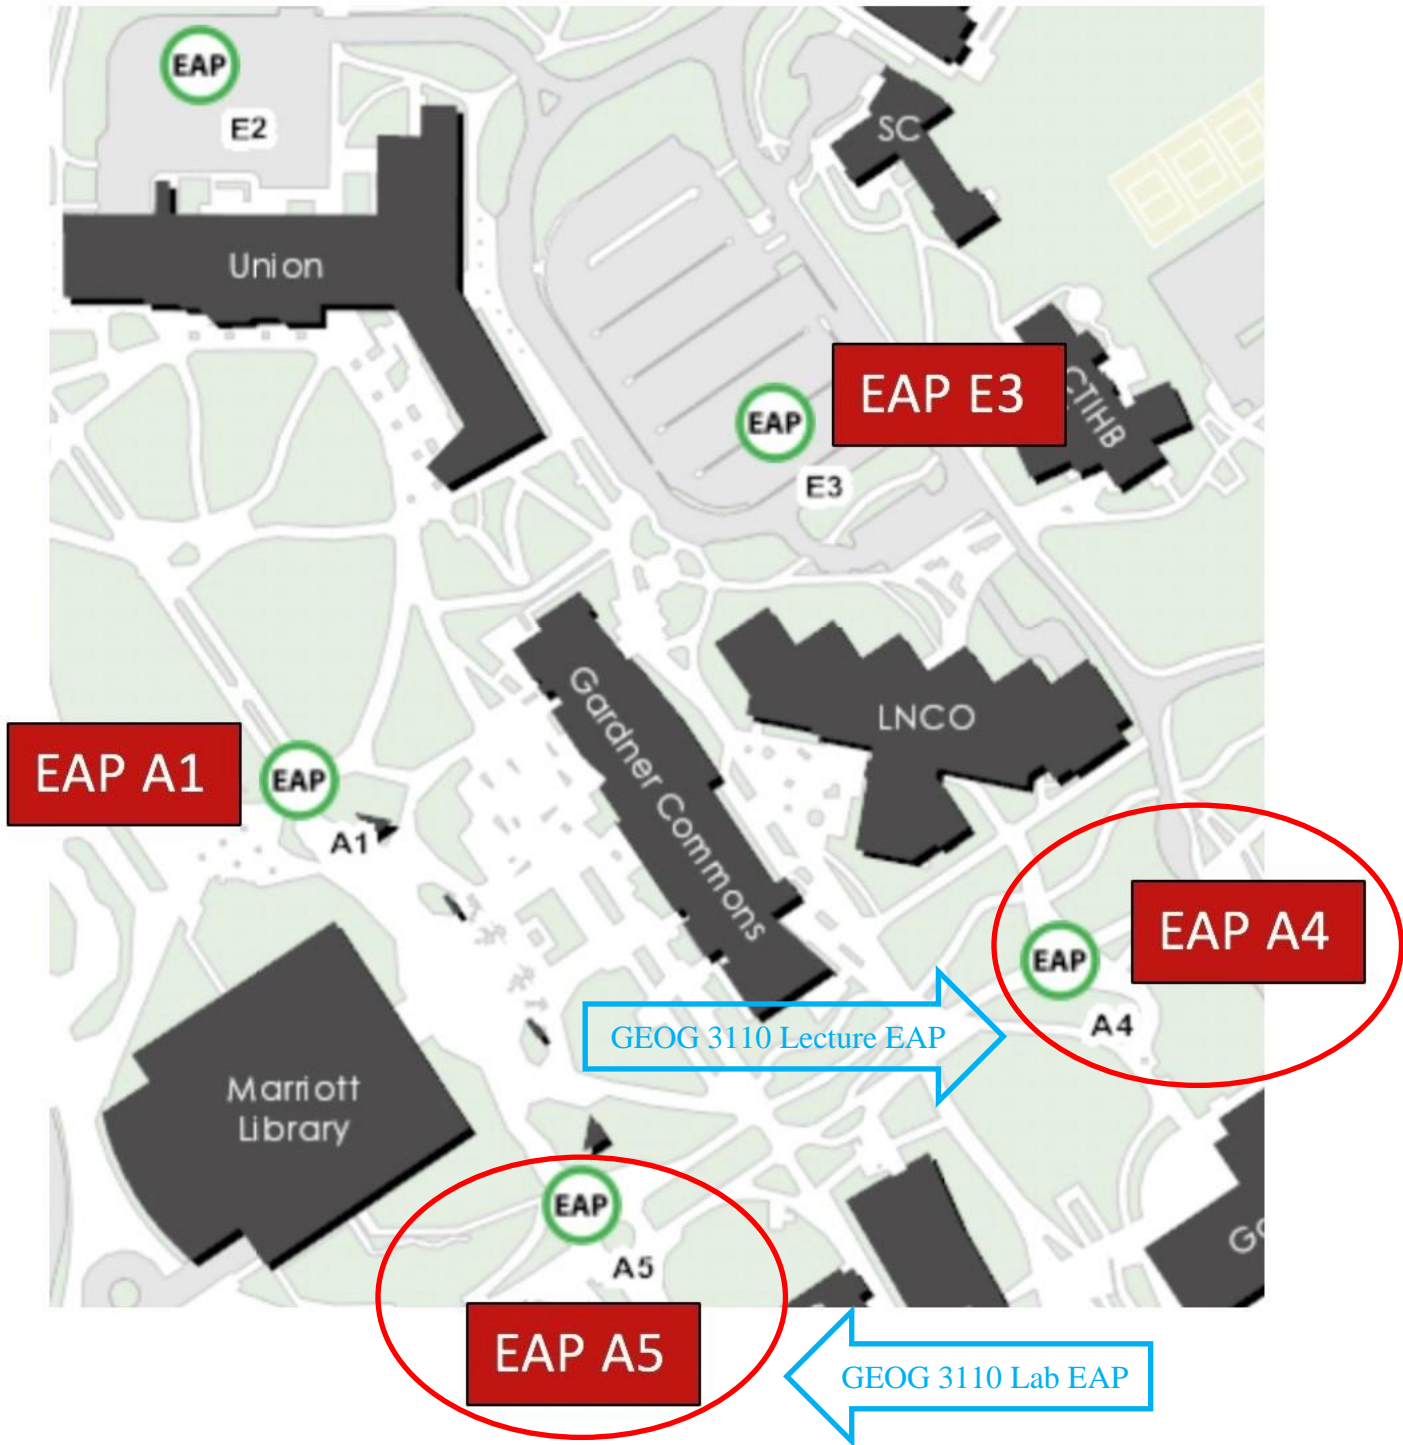 EAP
E2
SC
Union
EAP E3
CTIHB
EAP
E3
Gardner Commons
LNCO
EAP A1
EAP
A1
EAP A4
EAP
A4
GEOG 3110 Lecture EAP
Marriott
Library
EAP
A5
EAP A5
GEOG 3110 Lab EAP